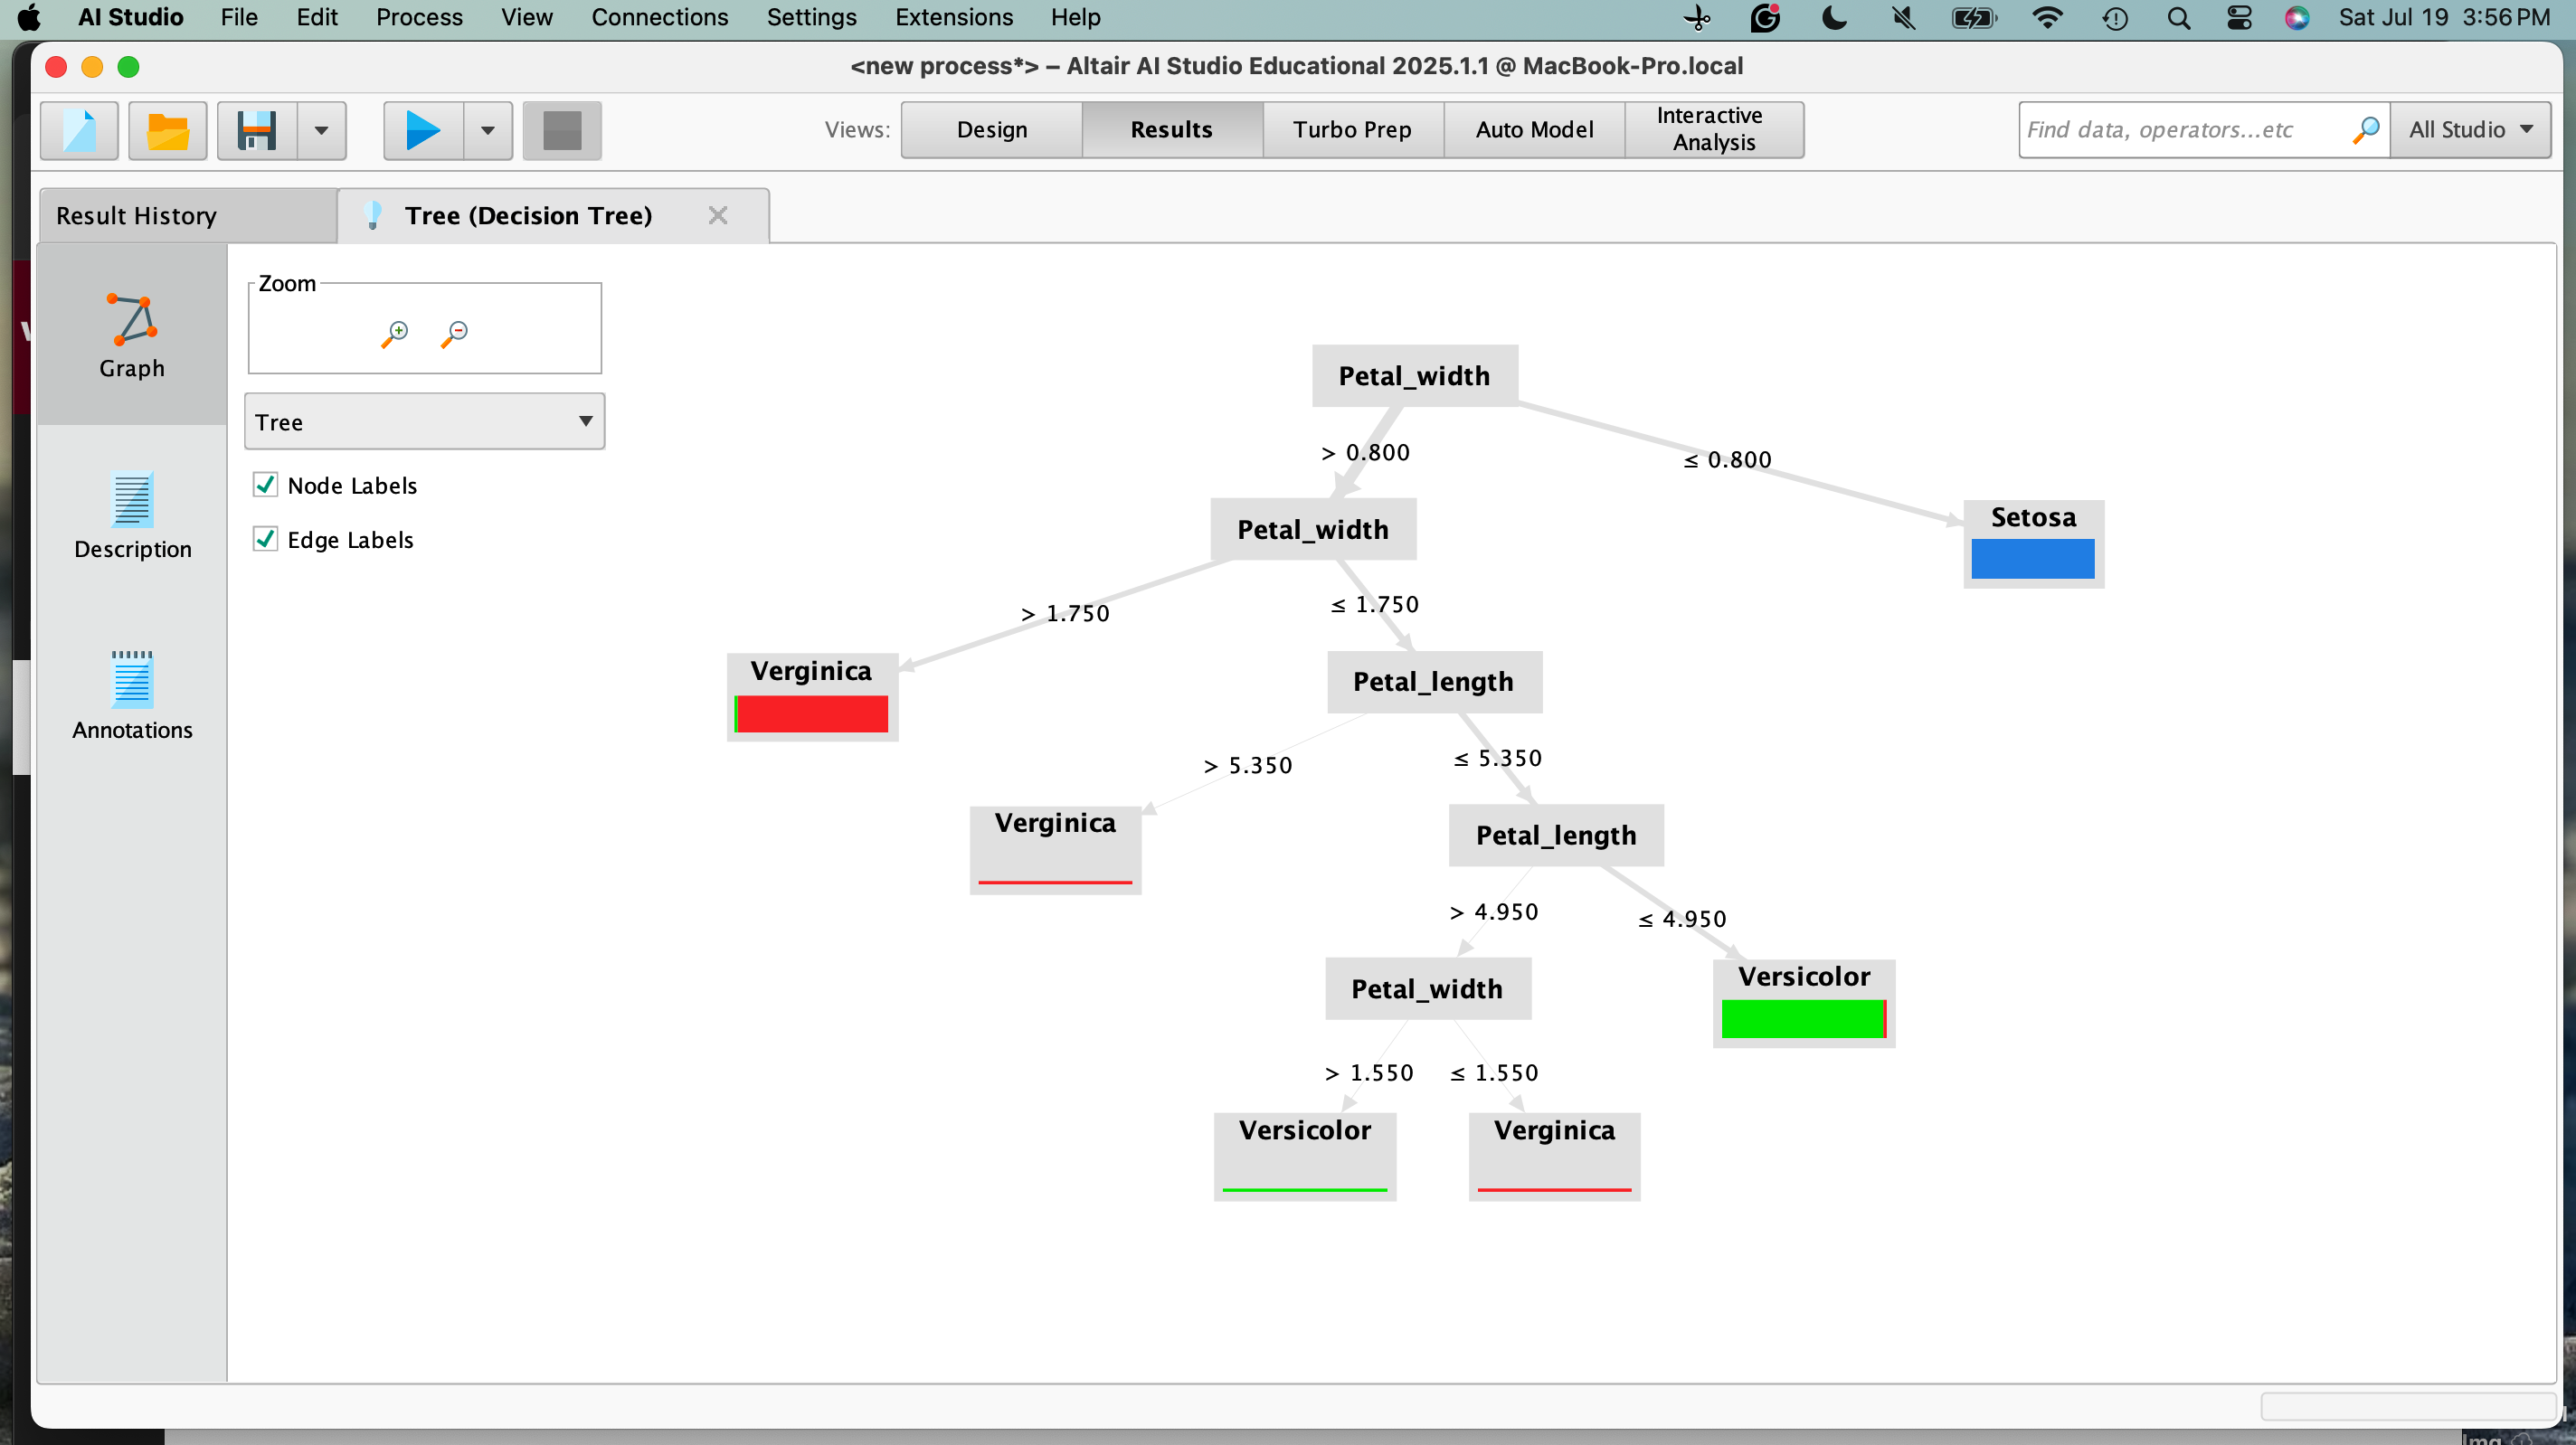 AI Studio File Edit Process View Connections Settings Extensions Help Sat Jul 19 3:56 PM
<new process*> – Altair AI Studio Educational 2025.1.1 @ MacBook-Pro.local
Views: Design Results Turbo Prep Auto Model Interactive Analysis Find data, operators...etc All Studio
Result History Tree (Decision Tree)
Zoom
Graph
Tree
Node Labels
Edge Labels
Description
Annotations
Petal_width
> 0.800
≤ 0.800
Petal_width
Setosa
> 1.750
≤ 1.750
Verginica
Petal_length
> 5.350
≤ 5.350
Verginica
Petal_length
> 4.950
≤ 4.950
Petal_width
Versicolor
> 1.550
≤ 1.550
Versicolor
Verginica